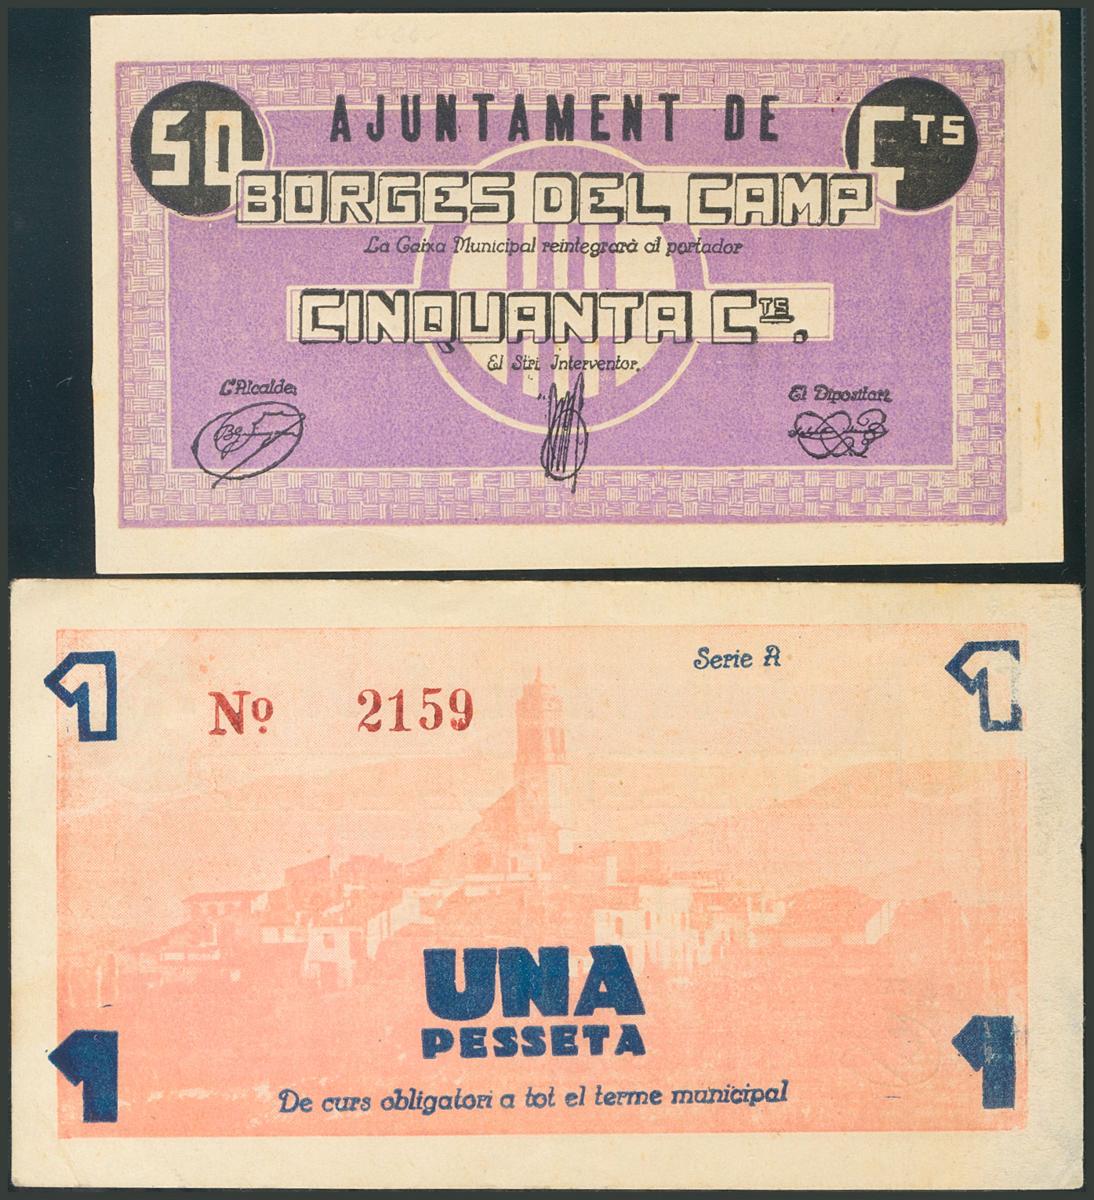 50
AJUNTAMENT DE
CTS
BORGES DEL CAMP
La Caixa Municipal reintegrarà al portador
CINQUANTA CTS.
El Interventor,
L'Alcalde,
El Dipositari,
1
Serie A
1
No 2159
UNA
PESSETA
1
1
De curs obligatori a tot el terme municipal